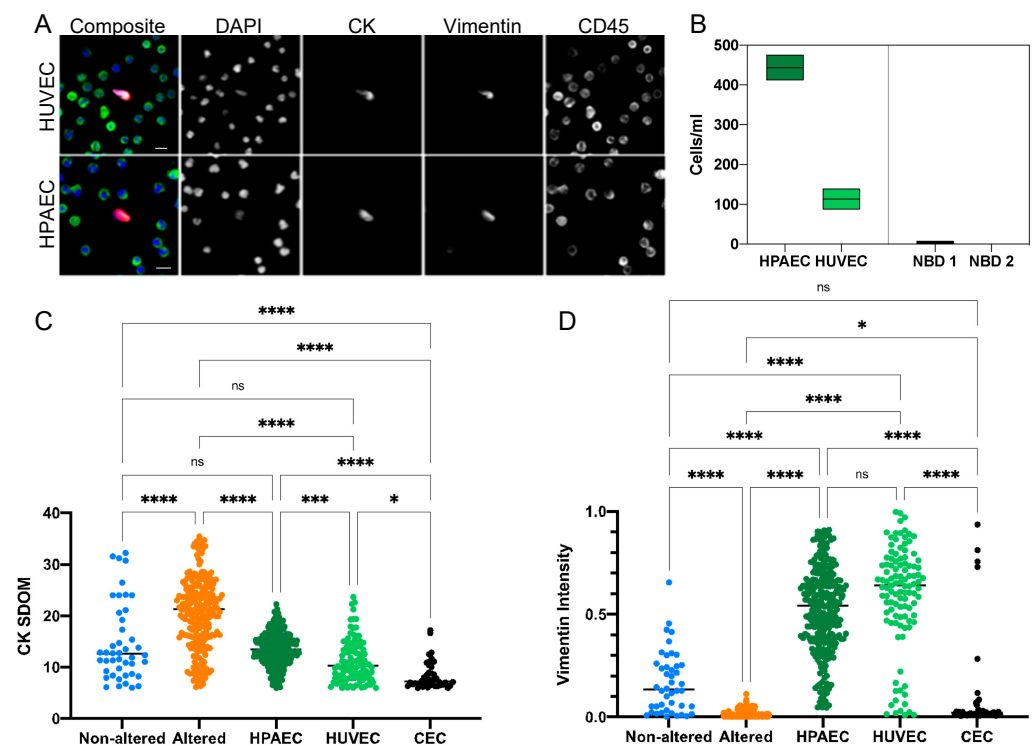 A
Composite DAPI CK Vimentin CD45
HUVEC
HPAEC
B
500
400
300
200
100
0
Cells/ml
HPAEC HUVEC NBD 1 NBD 2
C
****
****
ns
****
ns ****
**** **** *** *
40
30
20
10
0
CK SDOM
Non-altered Altered HPAEC HUVEC CEC
D
ns
*
****
****
**** ****
**** **** ns ****
1.0
0.5
0.0
Vimentin Intensity
Non-altered Altered HPAEC HUVEC CEC